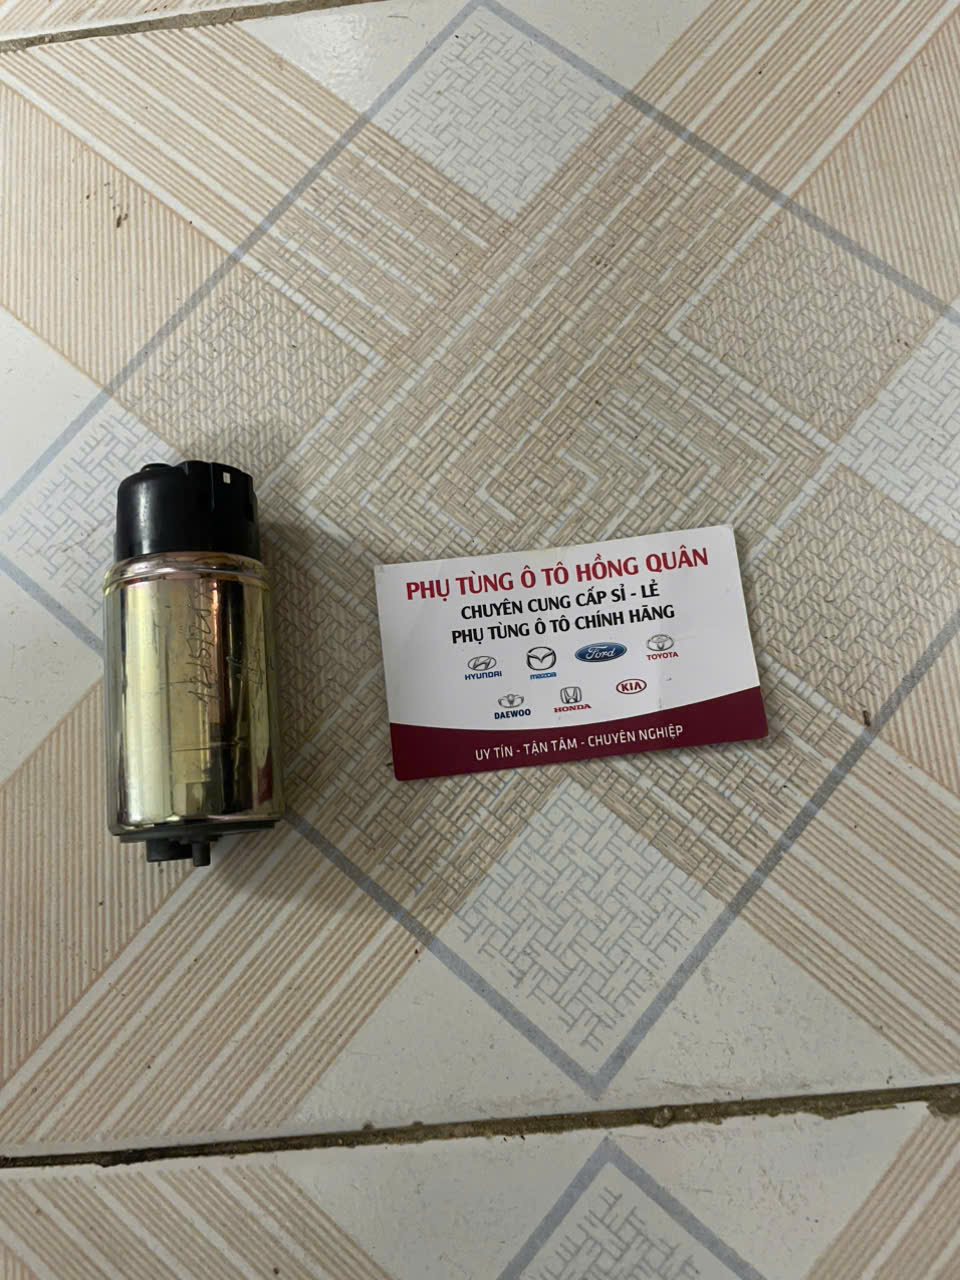 PHỤ TÙNG Ô TÔ HỒNG QUÂN
CHUYÊN CUNG CẤP SỈ - LẺ
PHỤ TÙNG Ô TÔ CHÍNH HÃNG
HYUNDAI mazda Ford TOYOTA
DAEWOO HONDA KIA
UY TÍN - TẬN TÂM - CHUYÊN NGHIỆP